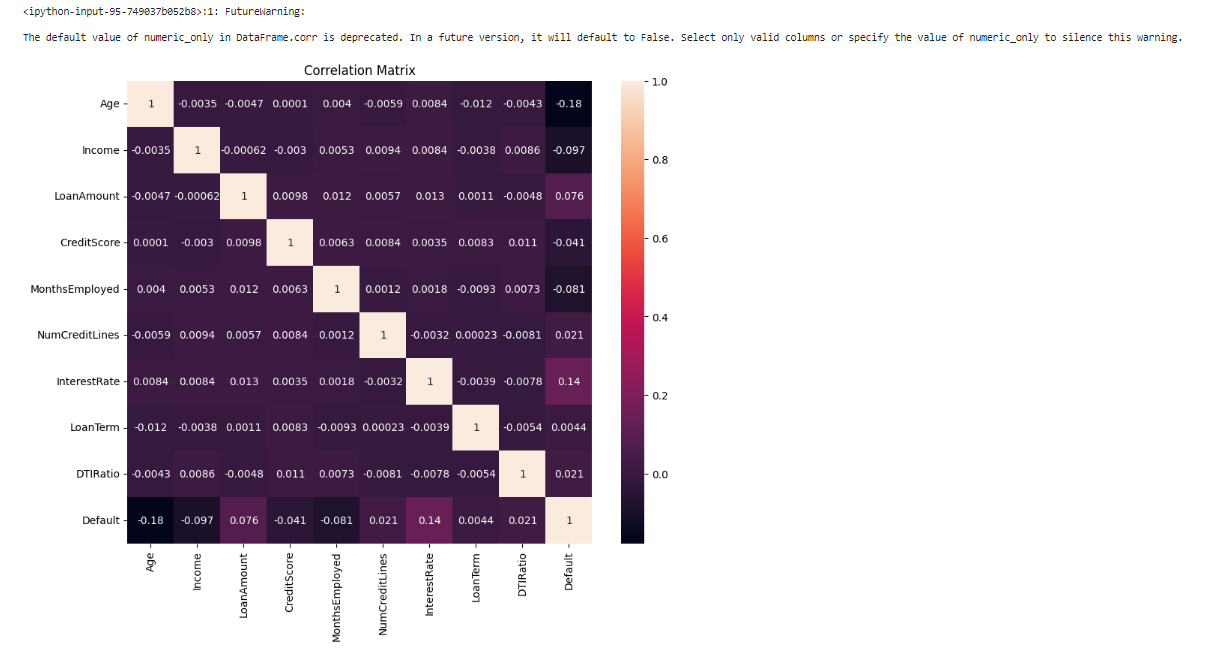 <ipython-input-95-749037b052b8>:1: FutureWarning:
The default value of numeric_only in DataFrame.corr is deprecated. In a future version, it will default to False. Select only valid columns or specify the value of numeric_only to silence this warning.
Correlation Matrix
Age 1 -0.0035 -0.0047 0.0001 0.004 -0.0059 0.0084 -0.012 -0.0043 -0.18
Income -0.0035 1 -0.00062 -0.003 0.0053 0.0094 0.0084 -0.0038 0.0086 -0.097
LoanAmount -0.0047 -0.00062 1 0.0098 0.012 0.0057 0.013 0.0011 -0.0048 0.076
CreditScore 0.0001 -0.003 0.0098 1 0.0063 0.0084 0.0035 0.0083 0.011 -0.041
MonthsEmployed 0.004 0.0053 0.012 0.0063 1 0.0012 0.0018 -0.0093 0.0073 -0.081
NumCreditLines -0.0059 0.0094 0.0057 0.0084 0.0012 1 -0.0032 0.00023 -0.0081 0.021
InterestRate 0.0084 0.0084 0.013 0.0035 0.0018 -0.0032 1 -0.0039 -0.0078 0.14
LoanTerm -0.012 -0.0038 0.0011 0.0083 -0.0093 0.00023 -0.0039 1 -0.0054 0.0044
DTIRatio -0.0043 0.0086 -0.0048 0.011 0.0073 -0.0081 -0.0078 -0.0054 1 0.021
Default -0.18 -0.097 0.076 -0.041 -0.081 0.021 0.14 0.0044 0.021 1
Age
Income
LoanAmount
CreditScore
MonthsEmployed
NumCreditLines
InterestRate
LoanTerm
DTIRatio
Default
1.0
0.8
0.6
0.4
0.2
0.0